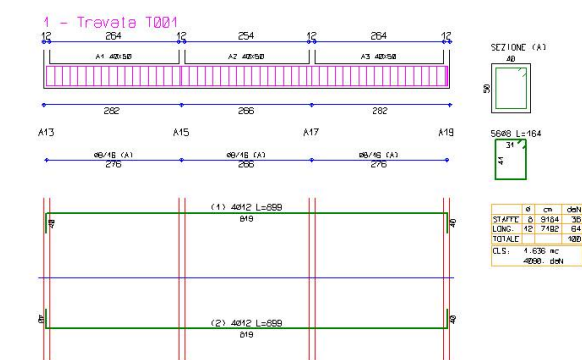 1 - Travata T001
12 264 12 254 12 264 12
A1 40x50 A2 40x50 A3 40x50
282 266 282
A13 A15 A17 A19
ø8/16 (A) ø8/16 (A) ø8/16 (A)
276 266 276
(1) 4ø12 L=899
819
40 40
(2) 4ø12 L=899
819
40 40
SEZIONE (A)
40
50
56ø8 L=164
31
41
ø cm daN
STAFFE 8 9184 36
LONG. 12 7192 64
TOTALE 100
CLS: 1.636 mc
4090. daN